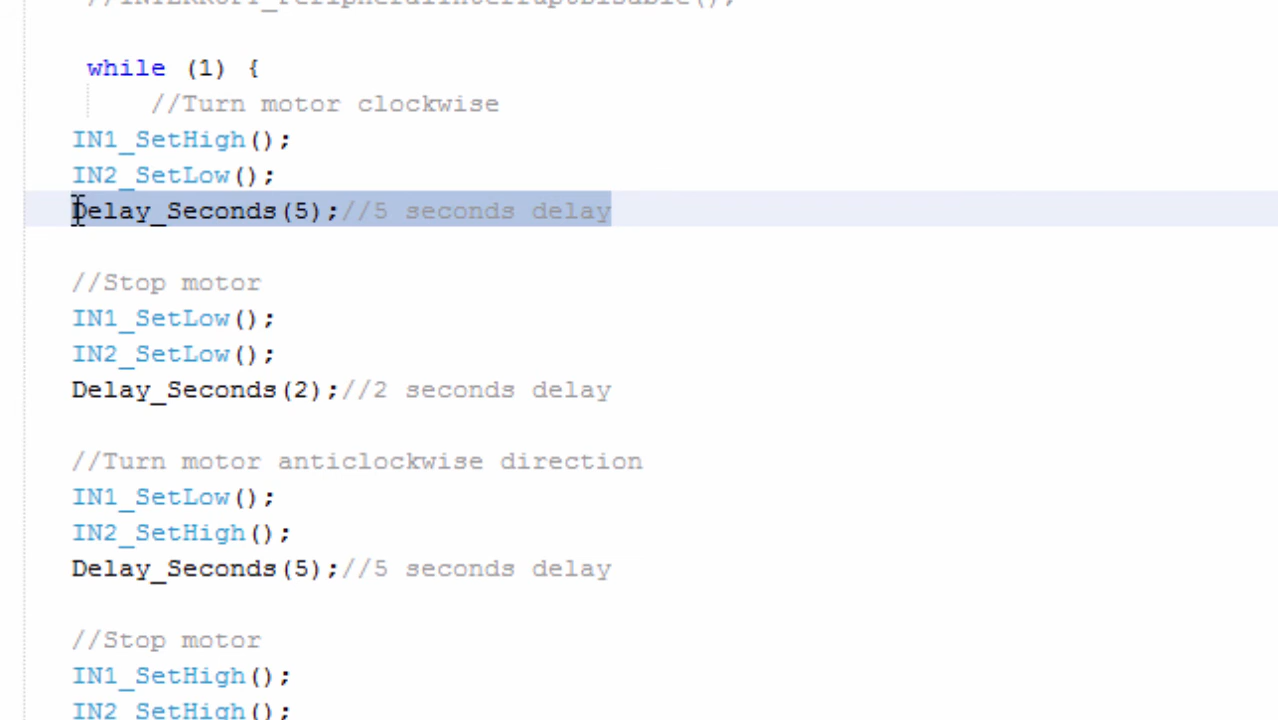 while (1) {
//Turn motor clockwise
IN1_SetHigh();
IN2_SetLow();
Delay_Seconds(5);//5 seconds delay
//Stop motor
IN1_SetLow();
IN2_SetLow();
Delay_Seconds(2);//2 seconds delay
//Turn motor anticlockwise direction
IN1_SetLow();
IN2_SetHigh();
Delay_Seconds(5);//5 seconds delay
//Stop motor
IN1_SetHigh();
IN2_SetHigh();